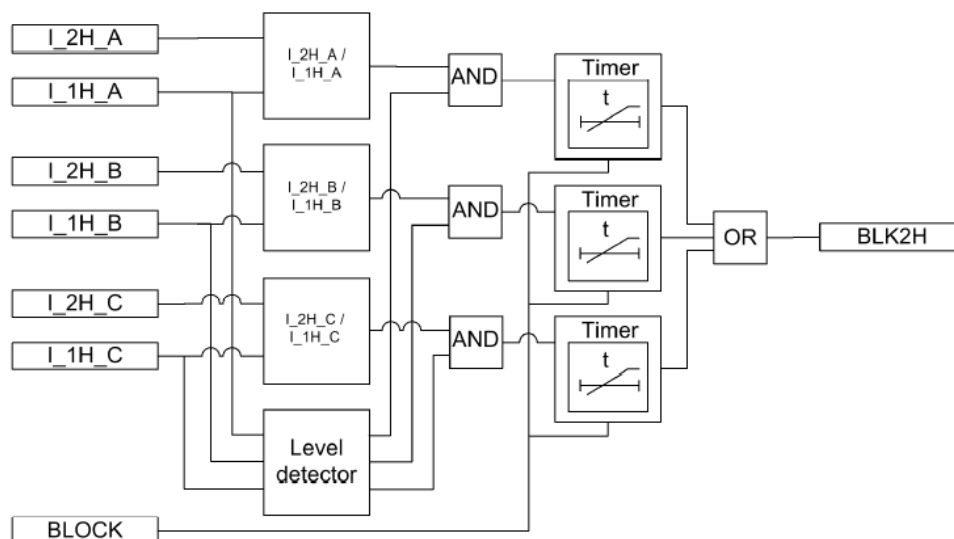 I_2H_A
I_1H_A
I_2H_B
I_1H_B
I_2H_C
I_1H_C
BLOCK
I_2H_A /
I_1H_A
I_2H_B /
I_1H_B
I_2H_C /
I_1H_C
Level
detector
AND
AND
AND
Timer
t
Timer
t
Timer
t
OR
BLK2H